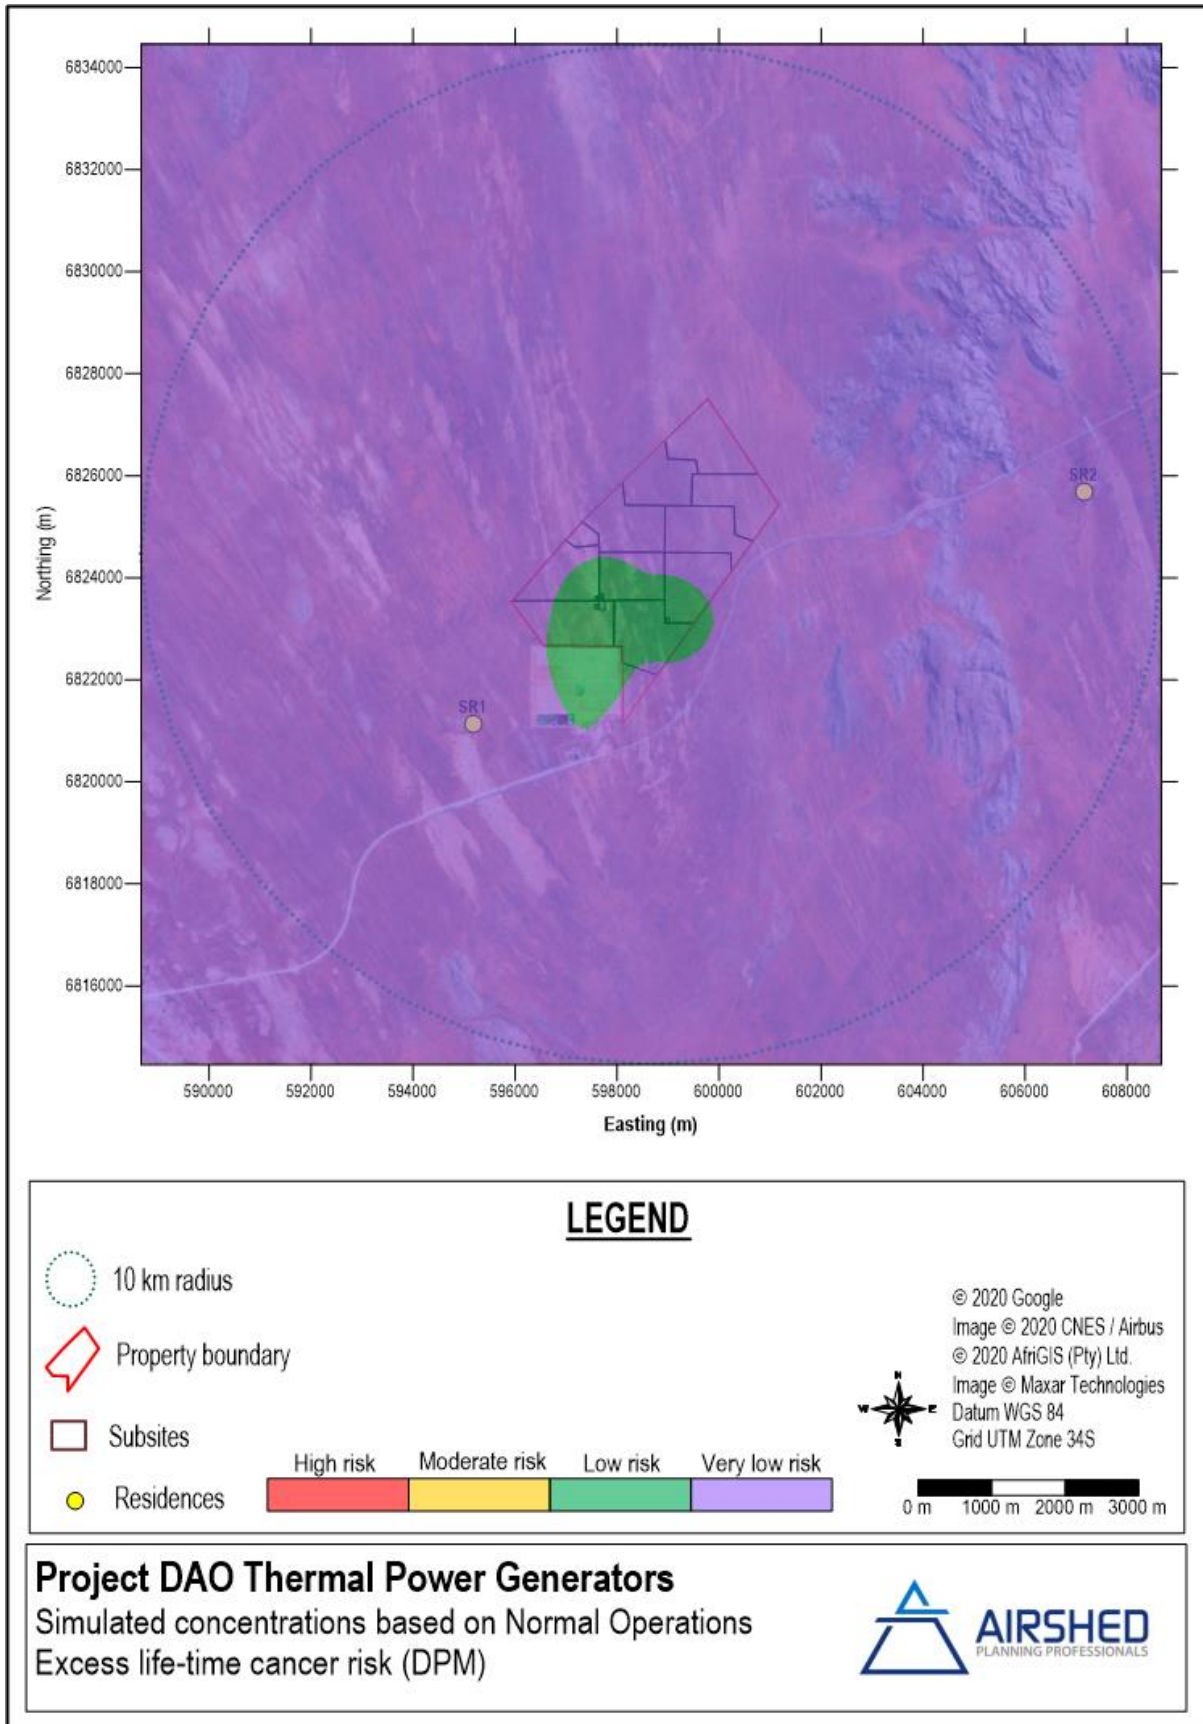 6834000
6832000
6830000
6828000
6826000
6824000
6822000
6820000
6818000
6816000
Northing (m)
SR2
SR1
590000 592000 594000 596000 598000 600000 602000 604000 606000 608000
Easting (m)
LEGEND
10 km radius
Property boundary
Subsites
Residences
High risk Moderate risk Low risk Very low risk
© 2020 Google
Image © 2020 CNES / Airbus
© 2020 AfriGIS (Pty) Ltd.
Image © Maxar Technologies
Datum WGS 84
Grid UTM Zone 34S
N
W E
S
0 m 1000 m 2000 m 3000 m
Project DAO Thermal Power Generators
Simulated concentrations based on Normal Operations
Excess life-time cancer risk (DPM)
AIRSHED
PLANNING PROFESSIONALS